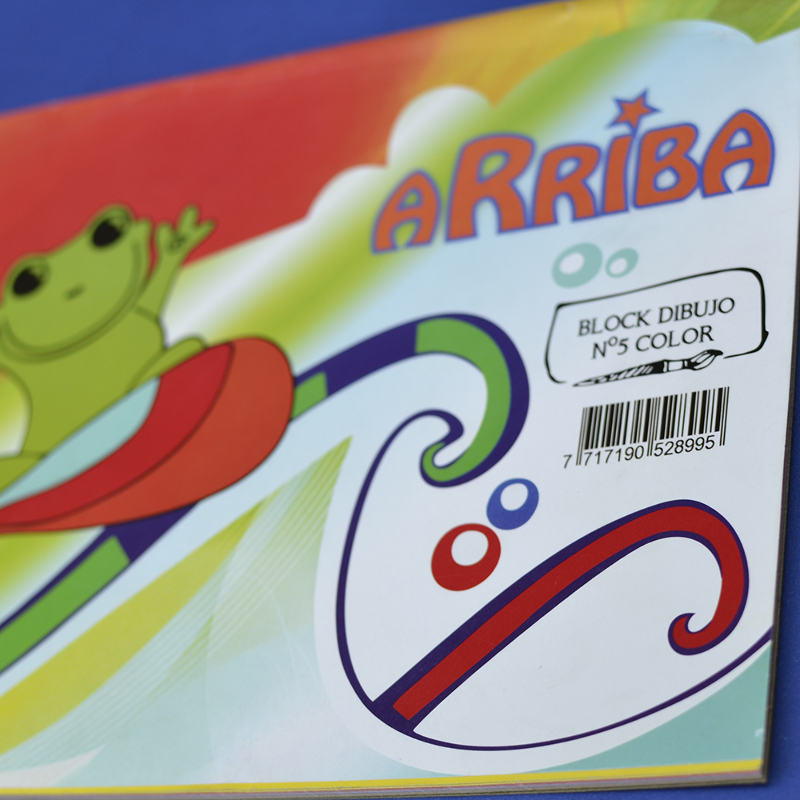 ARRIBA
BLOCK DIBUJO
Nº5 COLOR
7 717190 528995